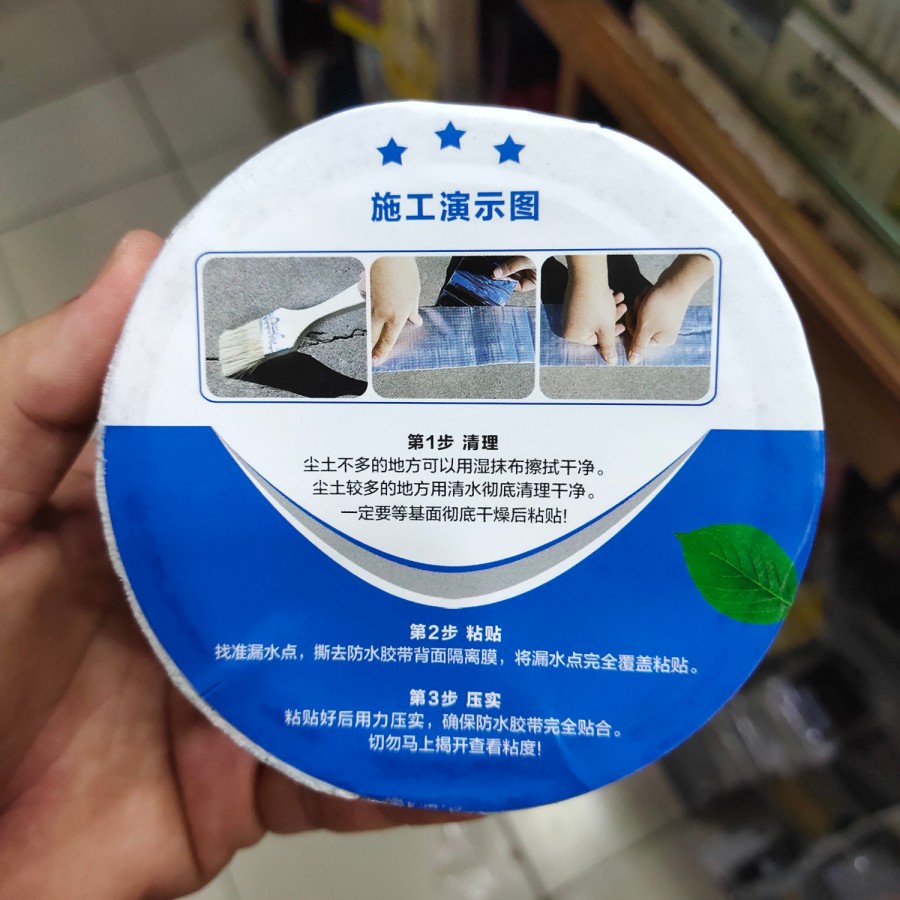 施工演示图
第1步 清理
尘土不多的地方可以用湿抹布擦拭干净。
尘土较多的地方用清水彻底清理干净。
一定要等基面彻底干燥后粘贴!
第2步 粘贴
找准漏水点，撕去防水胶带背面隔离膜，将漏水点完全覆盖粘贴。
第3步 压实
粘贴好后用力压实，确保防水胶带完全贴合。
切勿马上揭开查看粘度!